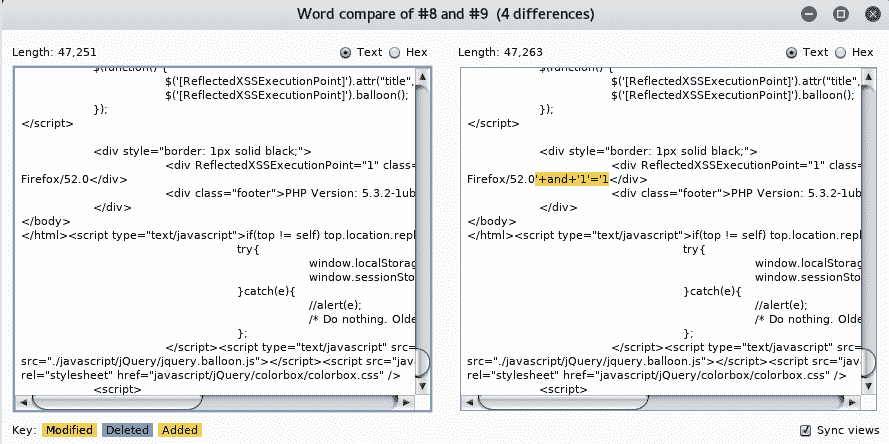 Word compare of #8 and #9 (4 differences)
Length: 47,251 Text Hex
$(function() {
$('[ReflectedXSSExecutionPoint]').attr("title",
$('[ReflectedXSSExecutionPoint]').balloon();
});
</script>
<div style="border: 1px solid black;">
<div ReflectedXSSExecutionPoint="1" class=
Firefox/52.0</div>
<div class="footer">PHP Version: 5.3.2-1ub
</div>
</body>
</html><script type="text/javascript">if(top != self) top.location.repl
try{
window.localStorag
window.sessionSto
}catch(e){
//alert(e);
/* Do nothing. Olde
};
</script><script type="text/javascript"
src="./javascript/jQuery/jquery.balloon.js"></script><script src="jav
rel="stylesheet" href="javascript/jQuery/colorbox/colorbox.css" />
<script>
Length: 47,263 Text Hex
$(function() {
$('[ReflectedXSSExecutionPoint]').attr("title",
$('[ReflectedXSSExecutionPoint]').balloon();
});
</script>
<div style="border: 1px solid black;">
<div ReflectedXSSExecutionPoint="1" class=
Firefox/52.0'+and+'1'='1</div>
<div class="footer">PHP Version: 5.3.2-1ub
</div>
</body>
</html><script type="text/javascript">if(top != self) top.location.repl
try{
window.localStorag
window.sessionSto
}catch(e){
//alert(e);
/* Do nothing. Olde
};
</script><script type="text/javascript"
src="./javascript/jQuery/jquery.balloon.js"></script><script src="java
rel="stylesheet" href="javascript/jQuery/colorbox/colorbox.css" />
<script>
Key: Modified Deleted Added Sync views